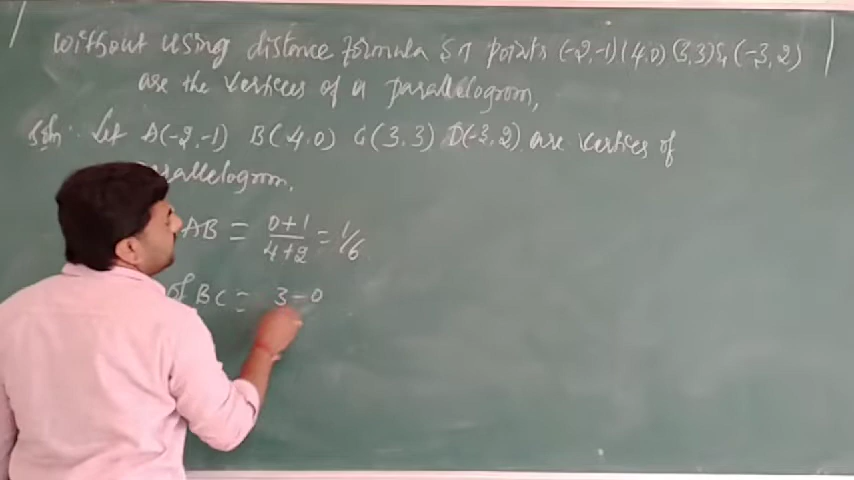 without using distance formula S.T points (-2,-1) (4,0) (3,3) & (-3,2)
are the vertices of a parallelogram,
Soln: Let A(-2,-1) B(4,0) C(3,3) D(-3,2) are vertices of
parallelogram.
AB = 0+1/4+2 = 1/6
of BC = 3-0